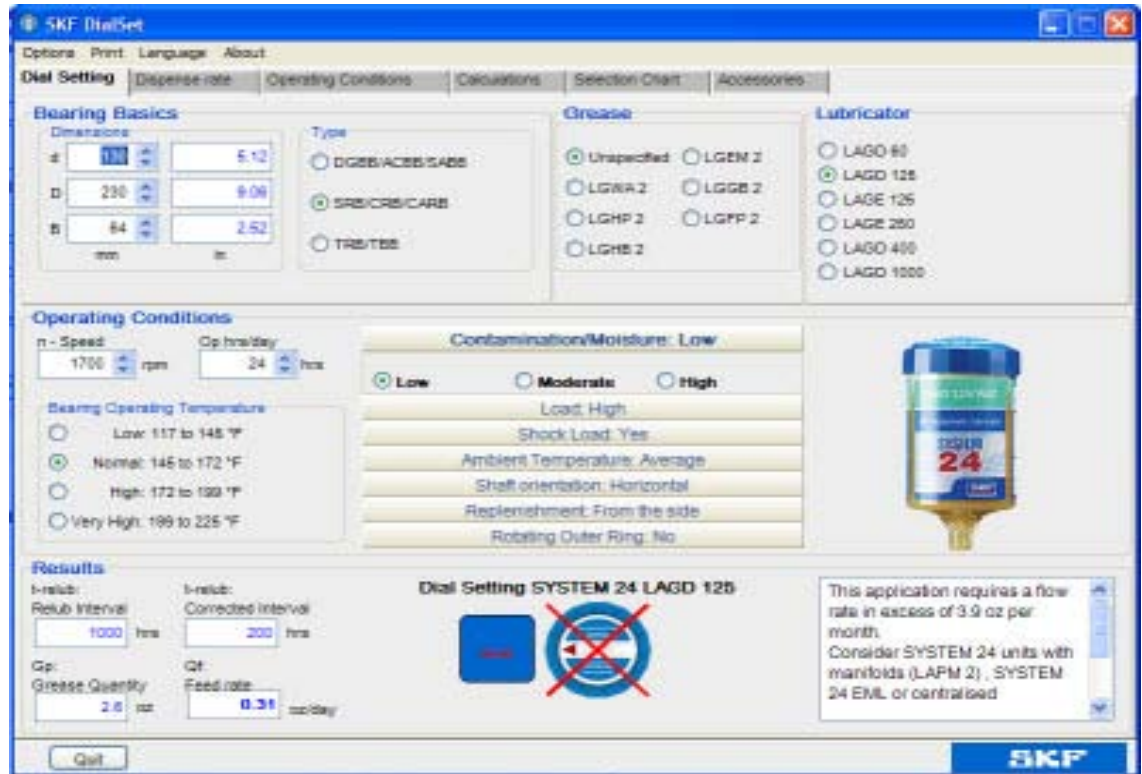 SKF DialSet
Options Print Language About
Dial Setting Dispense rate Operating Conditions Calculations Selection Chart Accessories
Bearing Basics
Dimensions
d 130 5.12
D 230 9.06
B 64 2.52
mm in
Type
DGBB/ACBB/SABB
SRB/CRB/CARB
TRB/TBB
Grease
Unspecified LGEM 2
LGWA 2 LGGB 2
LGHP 2 LGFP 2
LGHB 2
Lubricator
LAGD 60
LAGD 125
LAGE 125
LAGE 250
LAGD 400
LAGD 1000
Operating Conditions
n - Speed Op hrs/day
1700 rpm 24 hrs
Bearing Operating Temperature
Low: 117 to 145 °F
Normal: 145 to 172 °F
High: 172 to 199 °F
Very High: 199 to 225 °F
Contamination/Moisture: Low
Low Moderate High
Load: High
Shock Load: Yes
Ambient Temperature: Average
Shaft orientation: Horizontal
Replenishment: From the side
Rotating Outer Ring: No
SYSTEM
24
SKF
Results
t-relub: t-relub:
Relub Interval Corrected Interval
1000 hrs 200 hrs
Gp: Qf:
Grease Quantity Feed rate
2.6 oz 0.31 oz/day
Dial Setting SYSTEM 24 LAGD 125
This application requires a flow
rate in excess of 3.9 oz per
month.
Consider SYSTEM 24 units with
manifolds (LAPM 2) , SYSTEM
24 EML or centralised
Quit
SKF